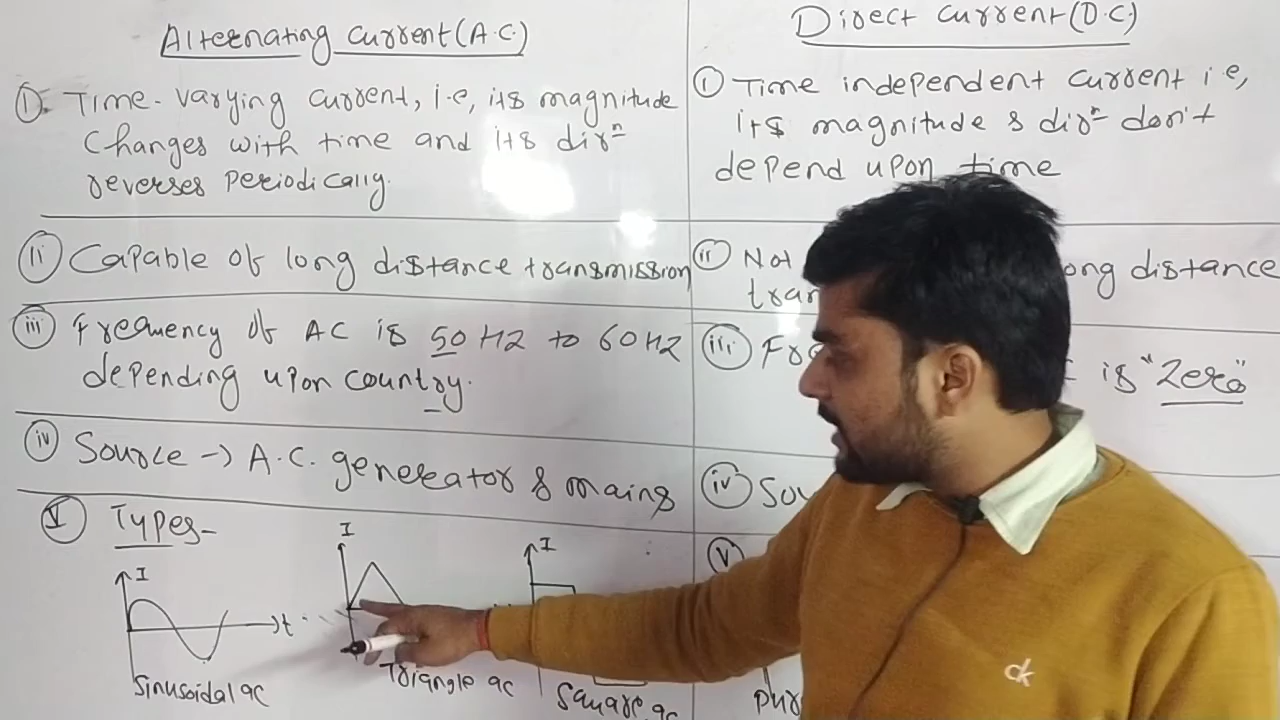 Alternating current (A.C)
① Time-varying current, i.e, its magnitude
changes with time and its dirⁿ
reverses periodically.
ii Capable of long distance transmission
iii Frequency of AC is 50 Hz to 60 Hz
depending upon country.
iv Source → A.C. generator & mains
V Types-
I
t
Sinusoidal ac
I
Triangle ac
I
Square ac
Direct current (D.C)
① Time independent current i.e,
its magnitude & dirⁿ don't
depend upon time
ii Not ong distance
tran
iii Fre is "Zero"
iv Sou
V
pur
ck